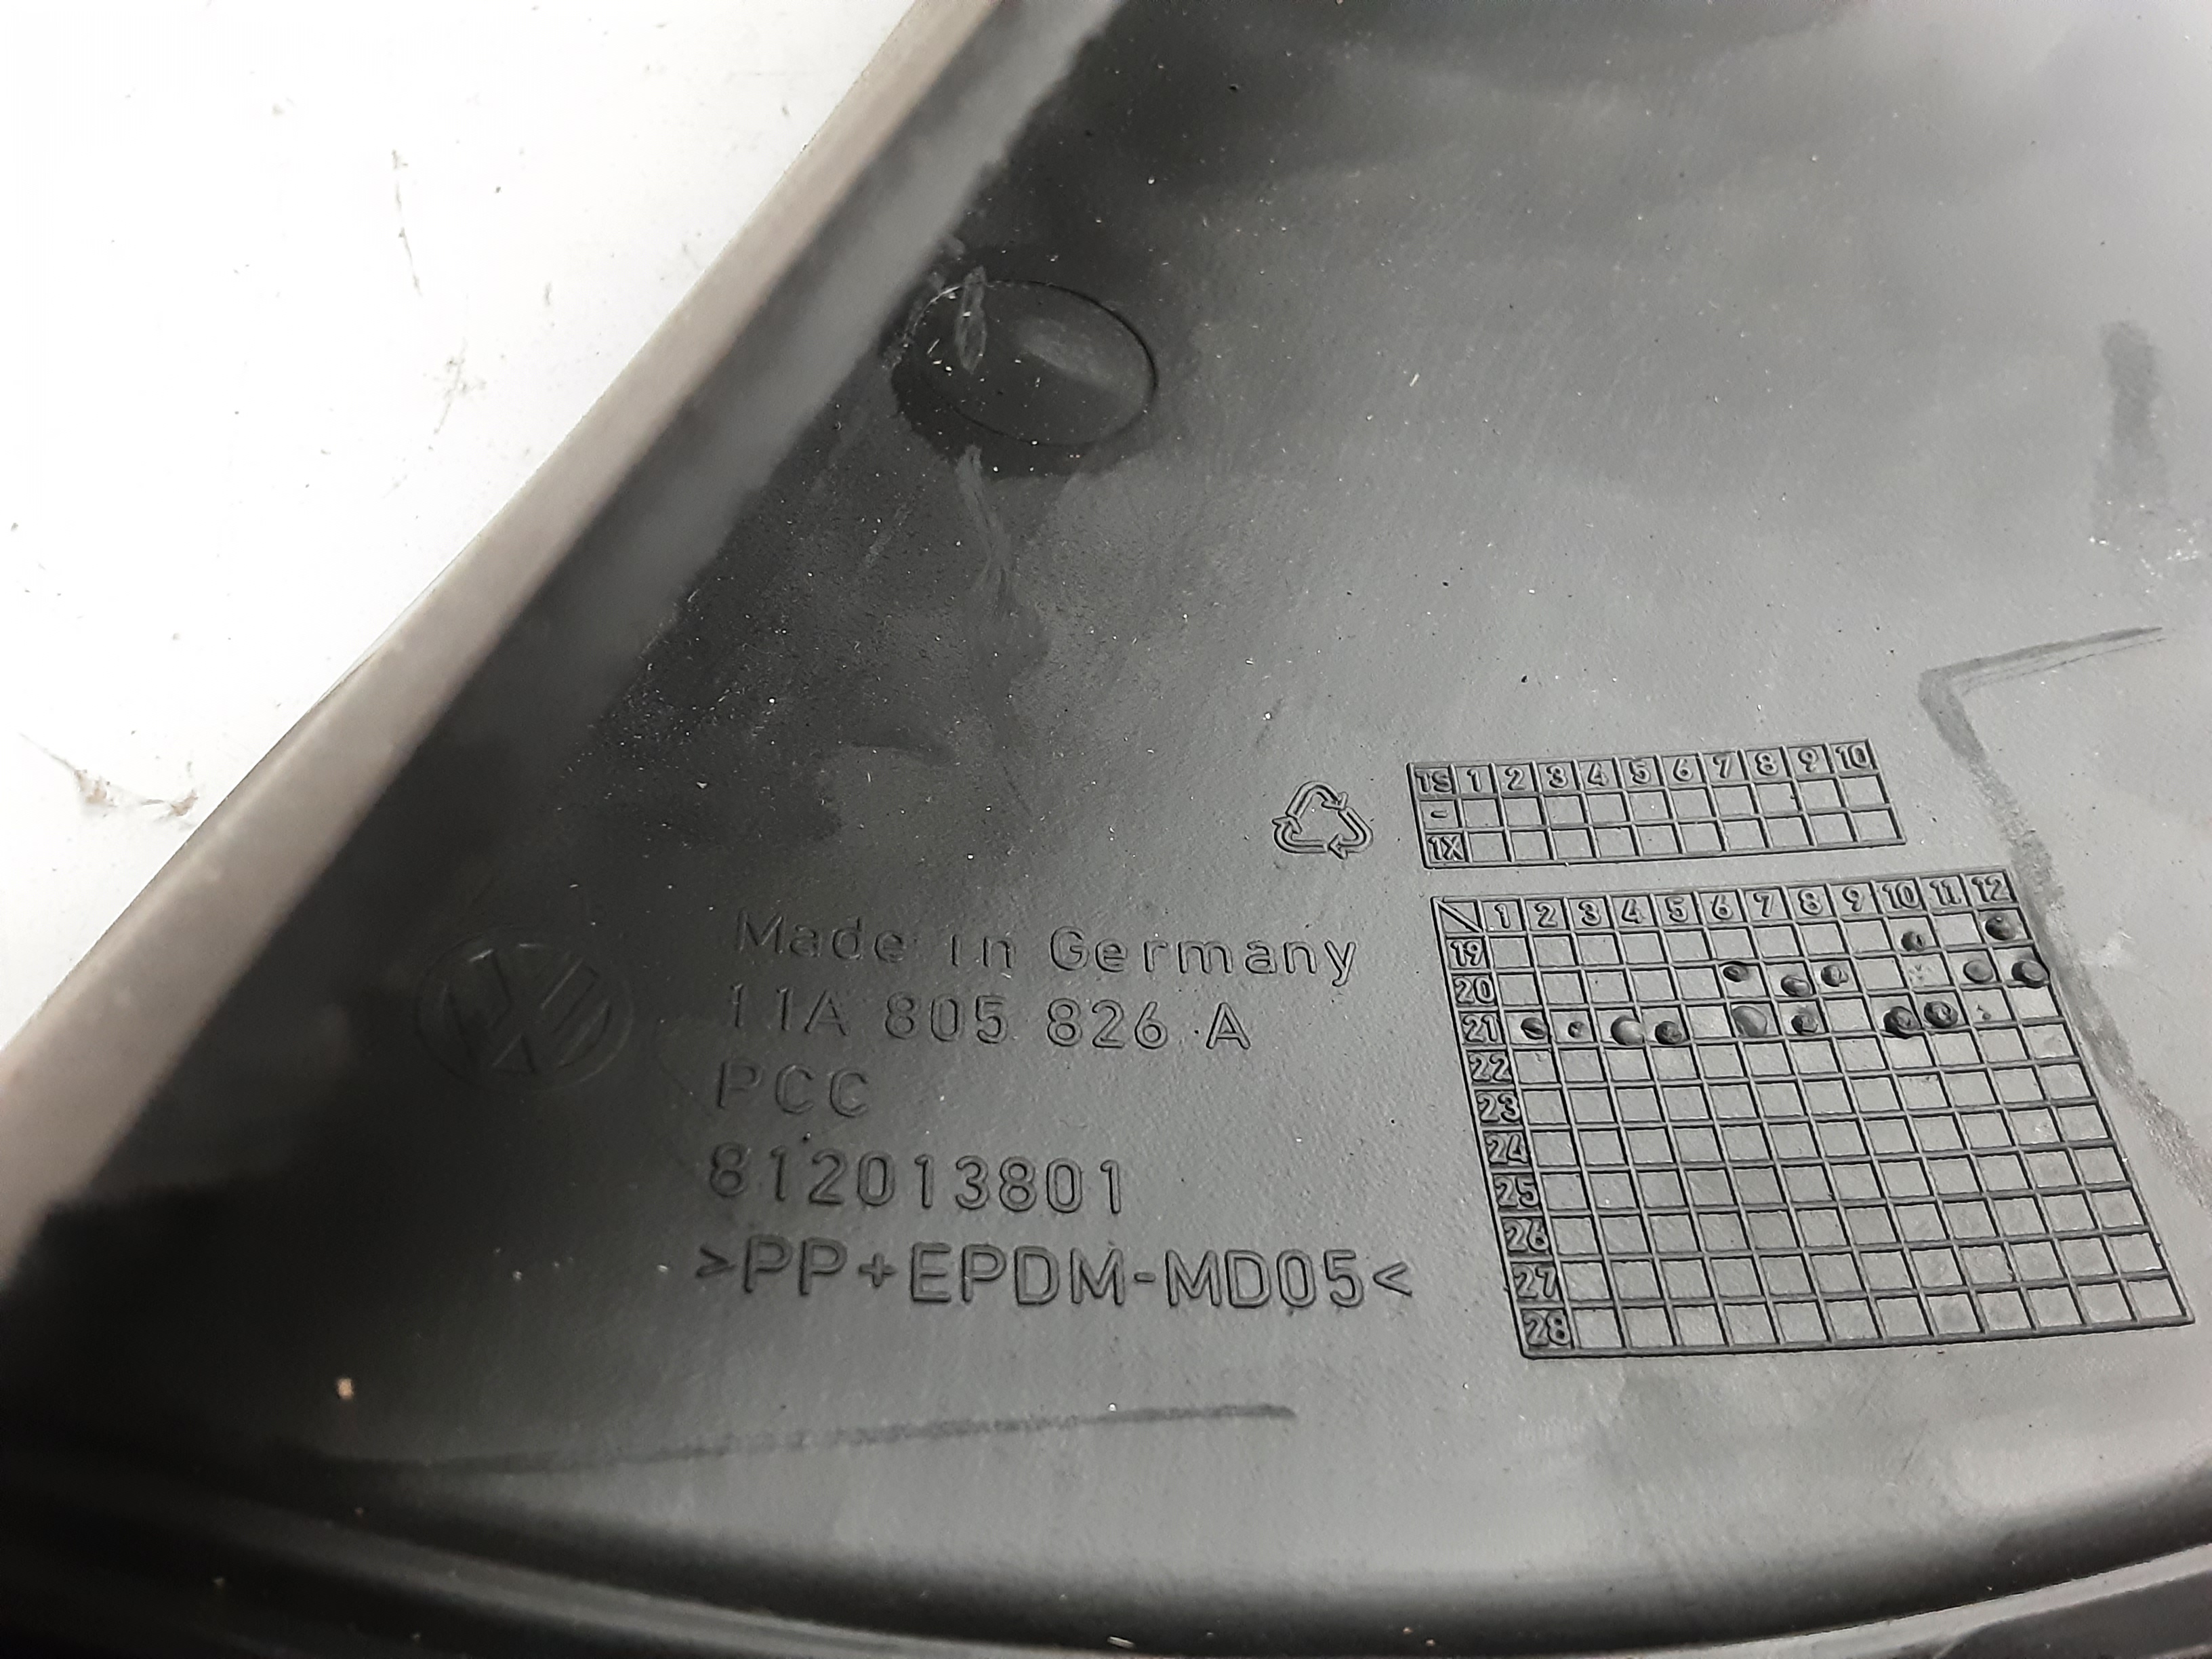 TS 1 2 3 4 5 6 7 8 9 10
-
1X
1 2 3 4 5 6 7 8 9 10 11 12
19
20
21
22
23
24
25
26
27
28
Made in Germany
11A 805 826 A
PCC
812013801
>PP+EPDM-MD05<